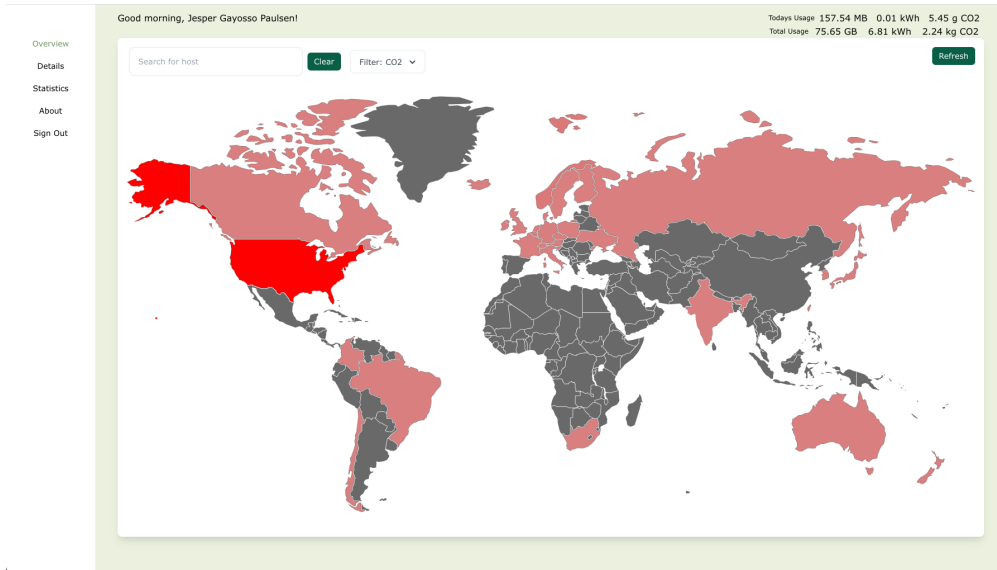 Good morning, Jesper Gayosso Paulsen!
Todays Usage 157.54 MB 0.01 kWh 5.45 g CO2
Total Usage 75.65 GB 6.81 kWh 2.24 kg CO2
Overview
Details
Statistics
About
Sign Out
Search for host
Clear
Filter: CO2
Refresh